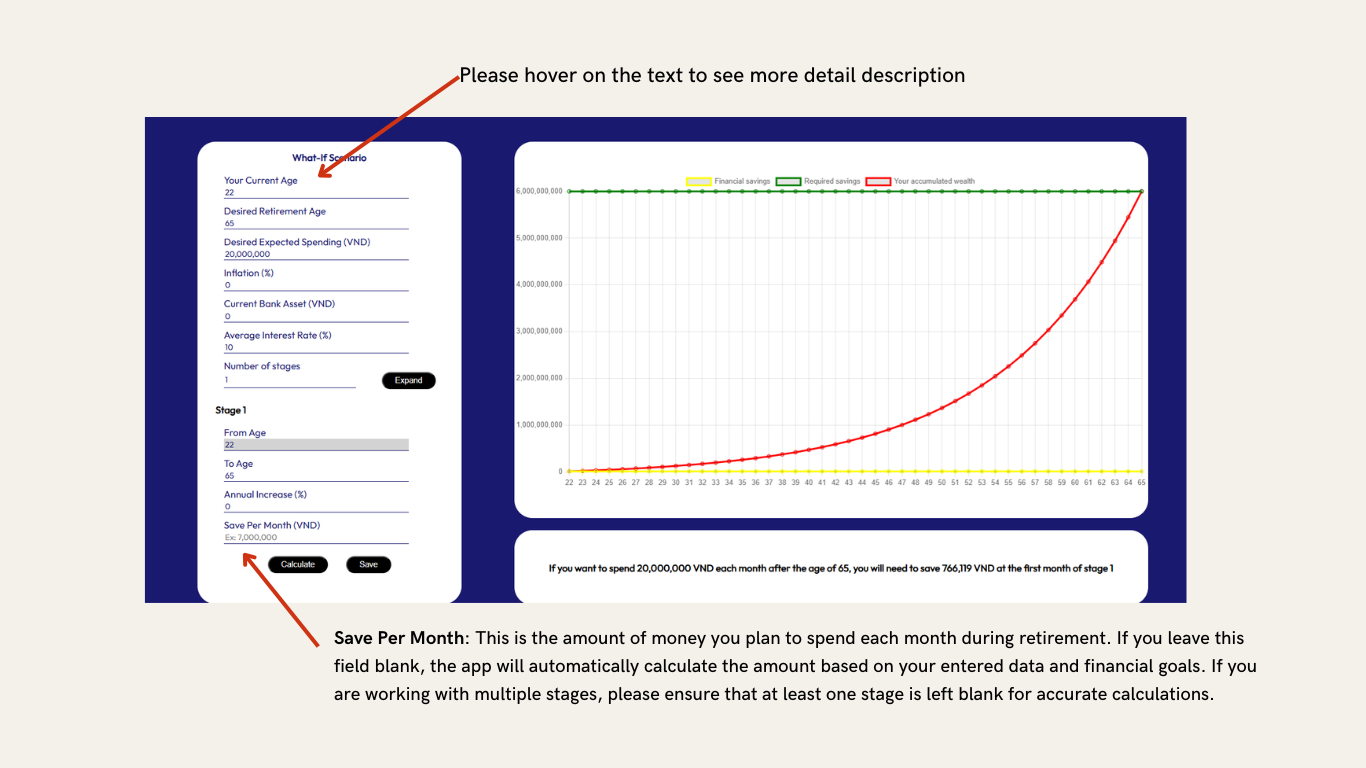 Please hover on the text to see more detail description
What-If Scenario
Your Current Age
22
Desired Retirement Age
65
Desired Expected Spending (VND)
20,000,000
Inflation (%)
0
Current Bank Asset (VND)
0
Average Interest Rate (%)
10
Number of stages
1
Expand
Stage 1
From Age
22
To Age
65
Annual Increase (%)
0
Save Per Month (VND)
Ex: 7,000,000
Calculate Save
Financial savings Required savings Your accumulated wealth
6,000,000,000
5,000,000,000
4,000,000,000
3,000,000,000
2,000,000,000
1,000,000,000
0
22 23 24 25 26 27 28 29 30 31 32 33 34 35 36 37 38 39 40 41 42 43 44 45 46 47 48 49 50 51 52 53 54 55 56 57 58 59 60 61 62 63 64 65
If you want to spend 20,000,000 VND each month after the age of 65, you will need to save 766,119 VND at the first month of stage 1
Save Per Month: This is the amount of money you plan to spend each month during retirement. If you leave this
field blank, the app will automatically calculate the amount based on your entered data and financial goals. If you
are working with multiple stages, please ensure that at least one stage is left blank for accurate calculations.